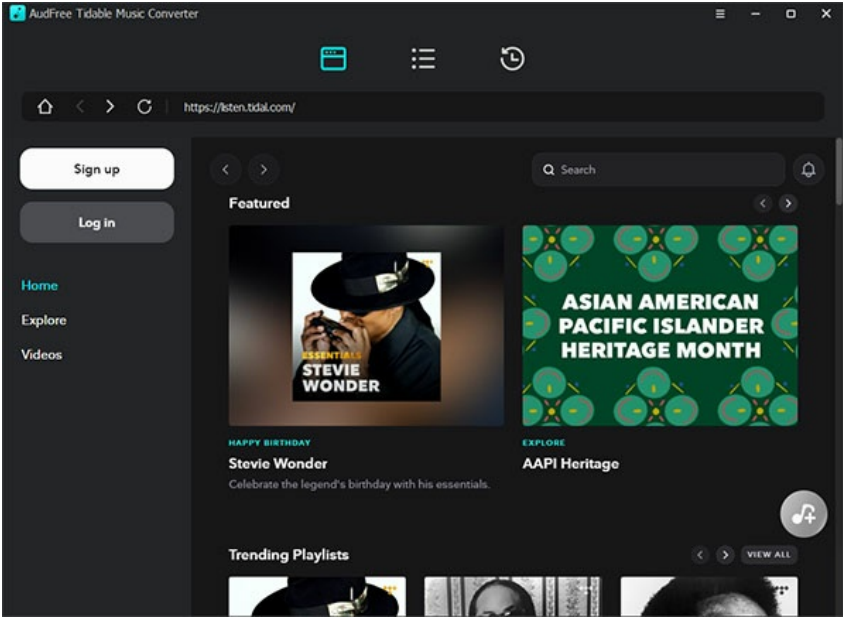 AudFree Tidable Music Converter
https://listen.tidal.com/
Sign up
Log in
Home
Explore
Videos
Search
Featured
ESSENTIALS
STEVIE
WONDER
ASIAN AMERICAN
PACIFIC ISLANDER
HERITAGE MONTH
HAPPY BIRTHDAY
Stevie Wonder
Celebrate the legend's birthday with his essentials.
EXPLORE
AAPI Heritage
Trending Playlists
VIEW ALL